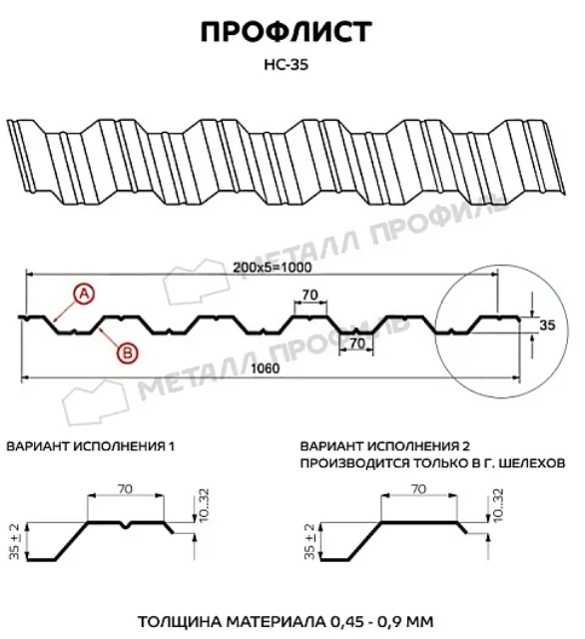 ПРОФЛИСТ
НС-35
МЕТАЛЛ ПРОФИЛЬ
200x5=1000
A
70
35
B
70
МЕТАЛЛ ПРОФИЛЬ
1060
ВАРИАНТ ИСПОЛНЕНИЯ 1
ВАРИАНТ ИСПОЛНЕНИЯ 2
ПРОИЗВОДИТСЯ ТОЛЬКО В Г. ШЕЛЕХОВ
70
10...32
35 ± 2
70
10...32
35 ± 2
ТОЛЩИНА МАТЕРИАЛА 0,45 - 0,9 ММ